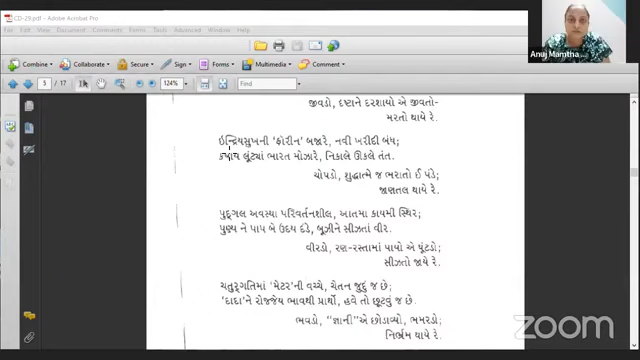 CD-29.pdf - Adobe Acrobat Pro
File Edit View Document Comments Forms Tools Advanced Window Help
Combine Collaborate Secure Sign Forms Multimedia Comment
5 / 17 124% Find
Anuj Mamtha
જીવડો, દષ્ટાને દરશાયો એ જીવતો-
મરતો થાયે રે.
ઇન્દ્રિયસુખની ‘ફોરીન’ બજારે, નવી ખરીદી બંધ;
લૂંટ્યાં ભારત મોઝારે, નિકાલે ઊકલે તંત.
ચોપડો, શુદ્ધાત્મે જ ભરાતો ઈ પંડે;
જાણતલ થાયે રે.
પુદ્ગલ અવસ્થા પરિવર્તનશીલ, આતમા કાયમી સ્થિર;
પુણ્ય ને પાપ બે ઉદય દંડે, બૂઝીને સીઝતાં વીર.
વીરડો, રણ-રસ્તામાં પાયો એ ઘૂંટડો;
સીઝતો જાયે રે.
ચતુર્ગતિમાં ‘મેટર’ની વચ્ચે, ચેતન જુદું જ છે;
‘દાદા’ને રોજ્જેય ભાવથી પ્રાર્થો, હવે તો છૂટવું જ છે.
ભવડો, “જ્ઞાની”એ છોડાવ્યો, ભમરડો;
નિર્ભ્રમ થાયે રે.
zoom